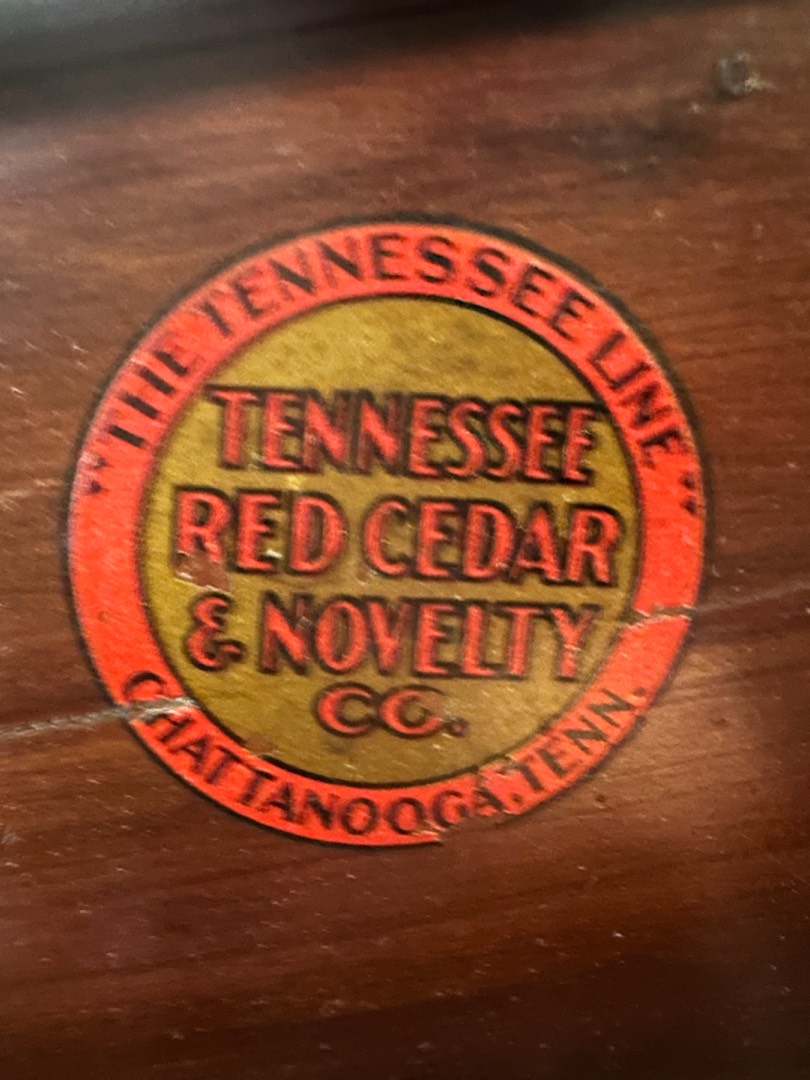 "THE TENNESSEE LINE"
TENNESSEE
RED CEDAR
& NOVELTY
CO.
CHATTANOOGA, TENN.